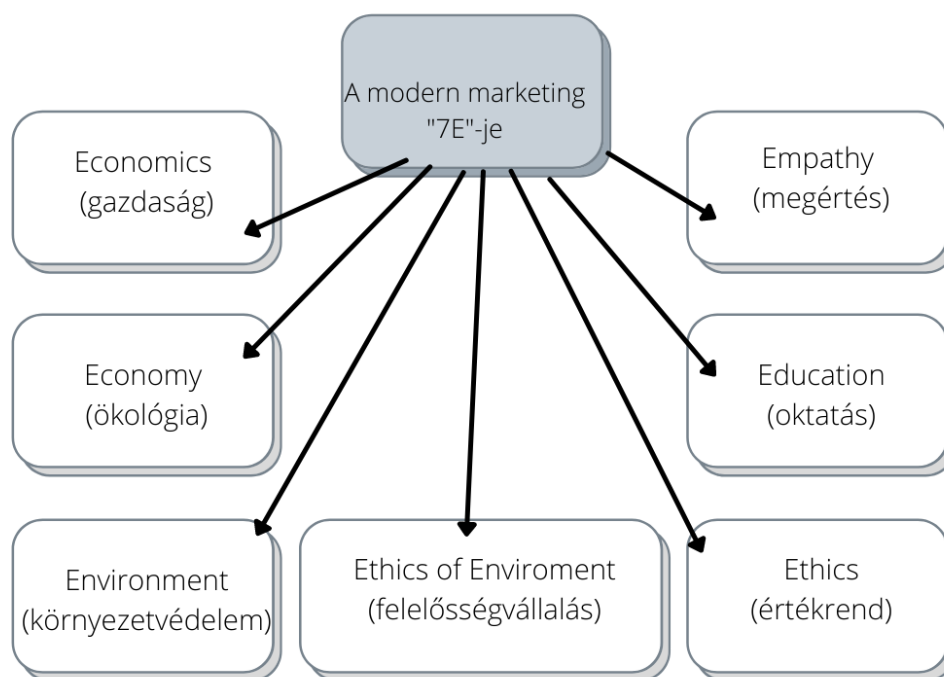 A modern marketing
"7E"-je
Economics
(gazdaság)
Empathy
(megértés)
Economy
(ökológia)
Education
(oktatás)
Environment
(környezetvédelem)
Ethics of Enviroment
(felelősségvállalás)
Ethics
(értékrend)